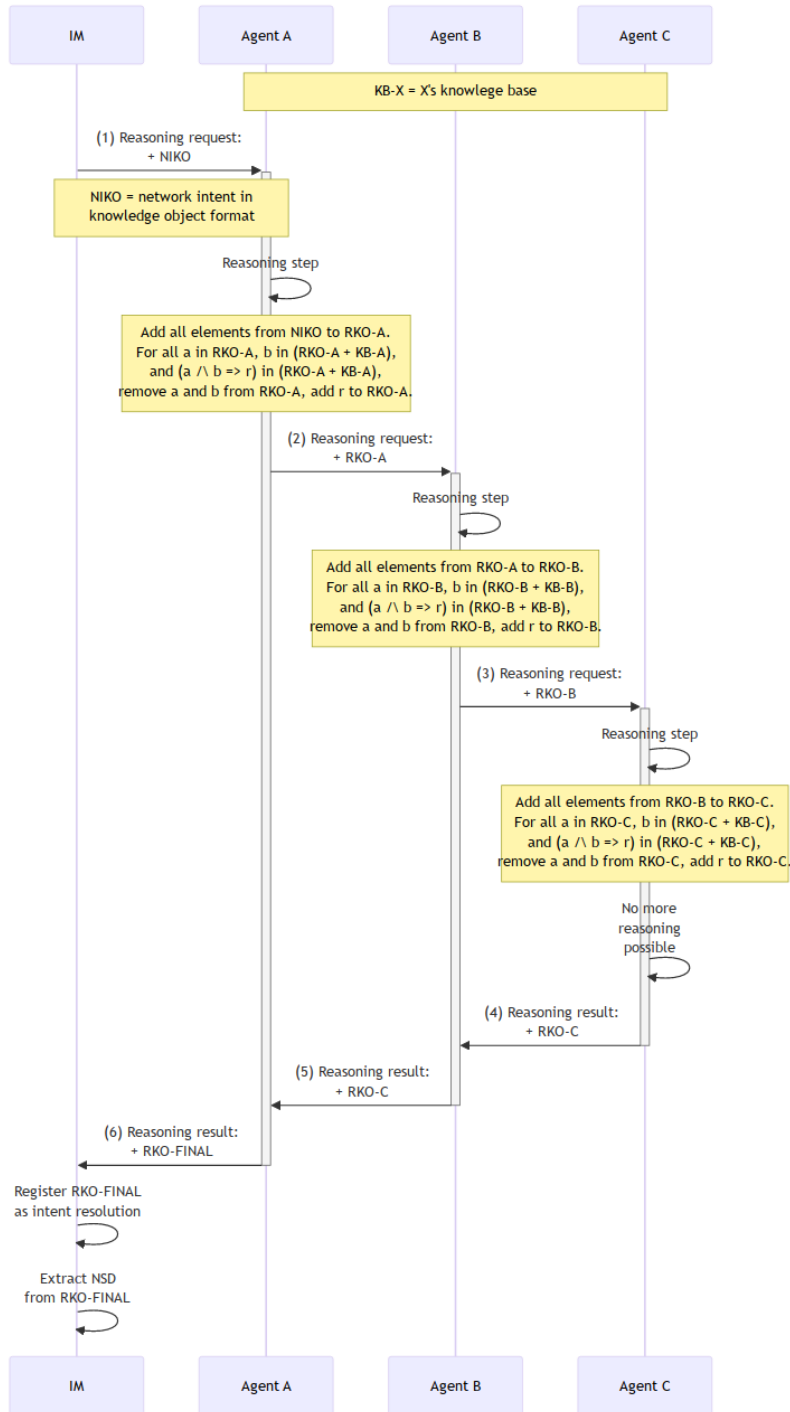 IM
Agent A
Agent B
Agent C
KB-X = X's knowlege base
(1) Reasoning request:
+ NIKO
NIKO = network intent in
knowledge object format
Reasoning step
Add all elements from NIKO to RKO-A.
For all a in RKO-A, b in (RKO-A + KB-A),
and (a /\ b => r) in (RKO-A + KB-A),
remove a and b from RKO-A, add r to RKO-A.
(2) Reasoning request:
+ RKO-A
Reasoning step
Add all elements from RKO-A to RKO-B.
For all a in RKO-B, b in (RKO-B + KB-B),
and (a /\ b => r) in (RKO-B + KB-B),
remove a and b from RKO-B, add r to RKO-B.
(3) Reasoning request:
+ RKO-B
Reasoning step
Add all elements from RKO-B to RKO-C.
For all a in RKO-C, b in (RKO-C + KB-C),
and (a /\ b => r) in (RKO-C + KB-C),
remove a and b from RKO-C, add r to RKO-C.
No more
reasoning
possible
(4) Reasoning result:
+ RKO-C
(5) Reasoning result:
+ RKO-C
(6) Reasoning result:
+ RKO-FINAL
Register RKO-FINAL
as intent resolution
Extract NSD
from RKO-FINAL
IM
Agent A
Agent B
Agent C